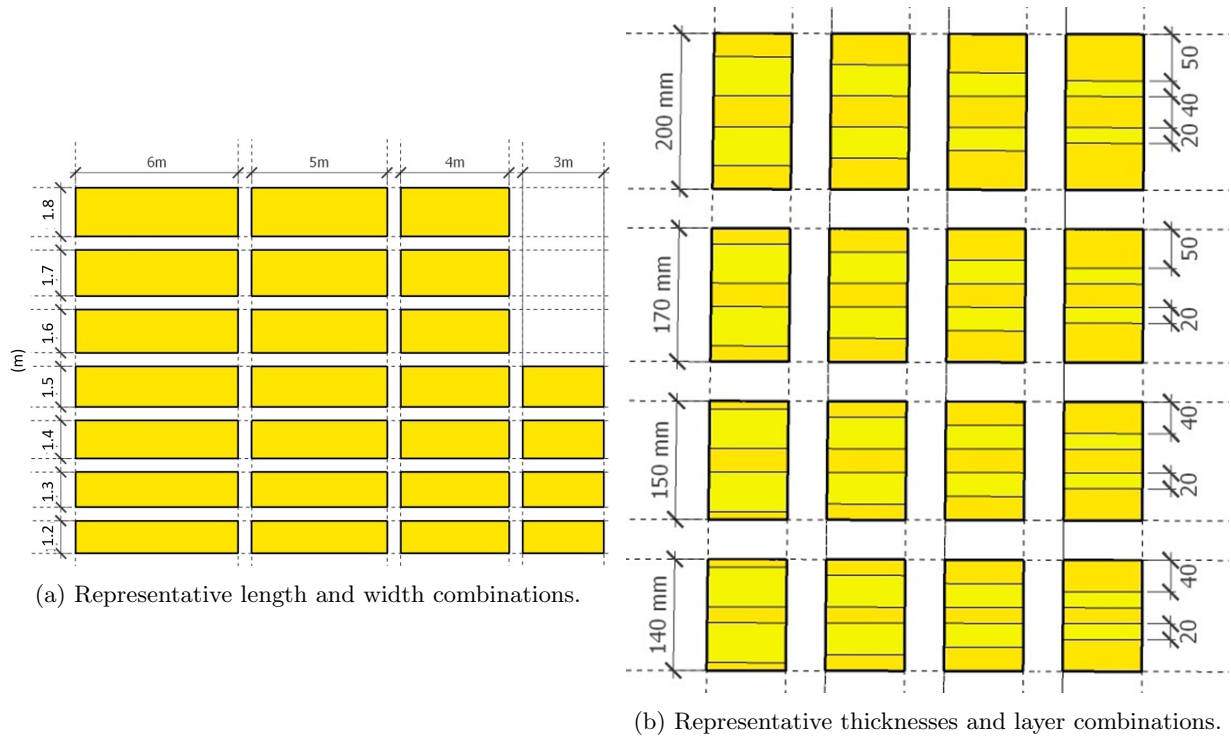 6m 5m 4m 3m
1.8
1.7
1.6
1.5
1.4
1.3
1.2
(m)
(a) Representative length and width combinations.
200 mm
50
40
20
170 mm
50
20
150 mm
40
20
140 mm
40
20
(b) Representative thicknesses and layer combinations.